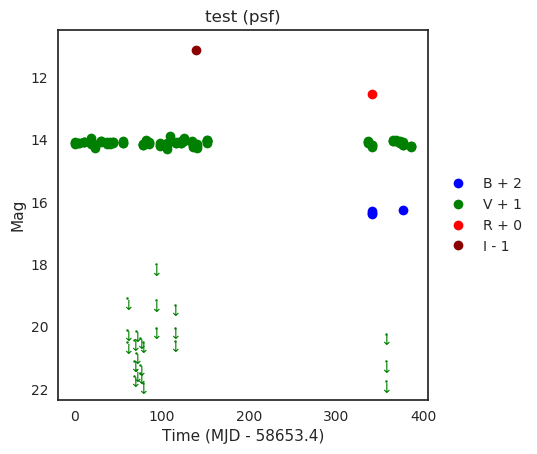 test (psf)
12
14
16
18
20
22
Mag
0
100
200
300
400
Time (MJD - 58653.4)
B + 2
V + 1
R + 0
I - 1